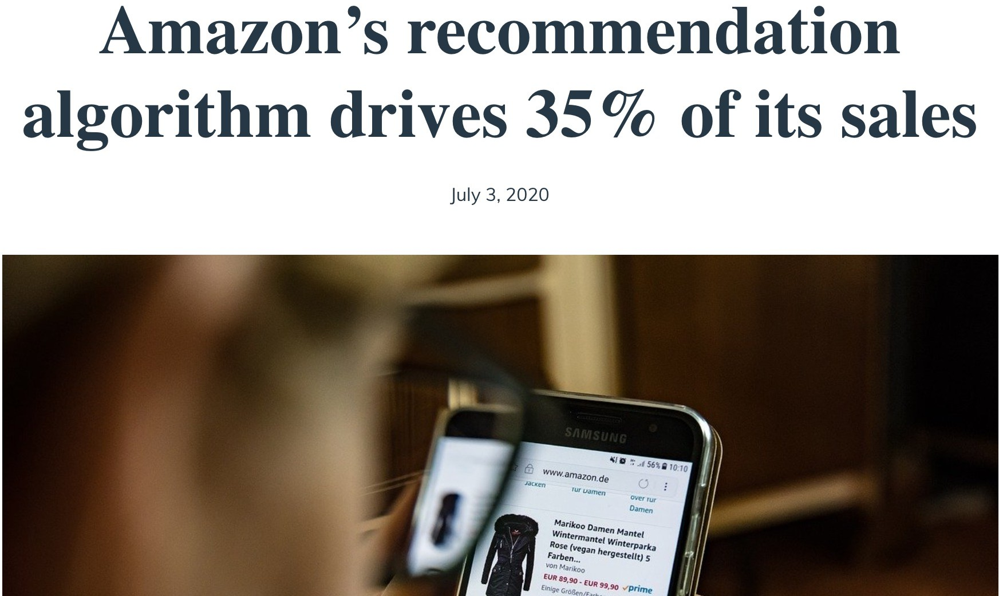 Amazon’s recommendation
algorithm drives 35% of its sales
July 3, 2020
SAMSUNG
56% 10:10
www.amazon.de
Jacken
für Damen
over für
Damen
Marikoo Damen Mantel
Wintermantel Winterparka
Rose (vegan hergestellt) 5
Farben...
von Marikoo
EUR 89,90 - EUR 99,90 prime
Einige Größen/Farben